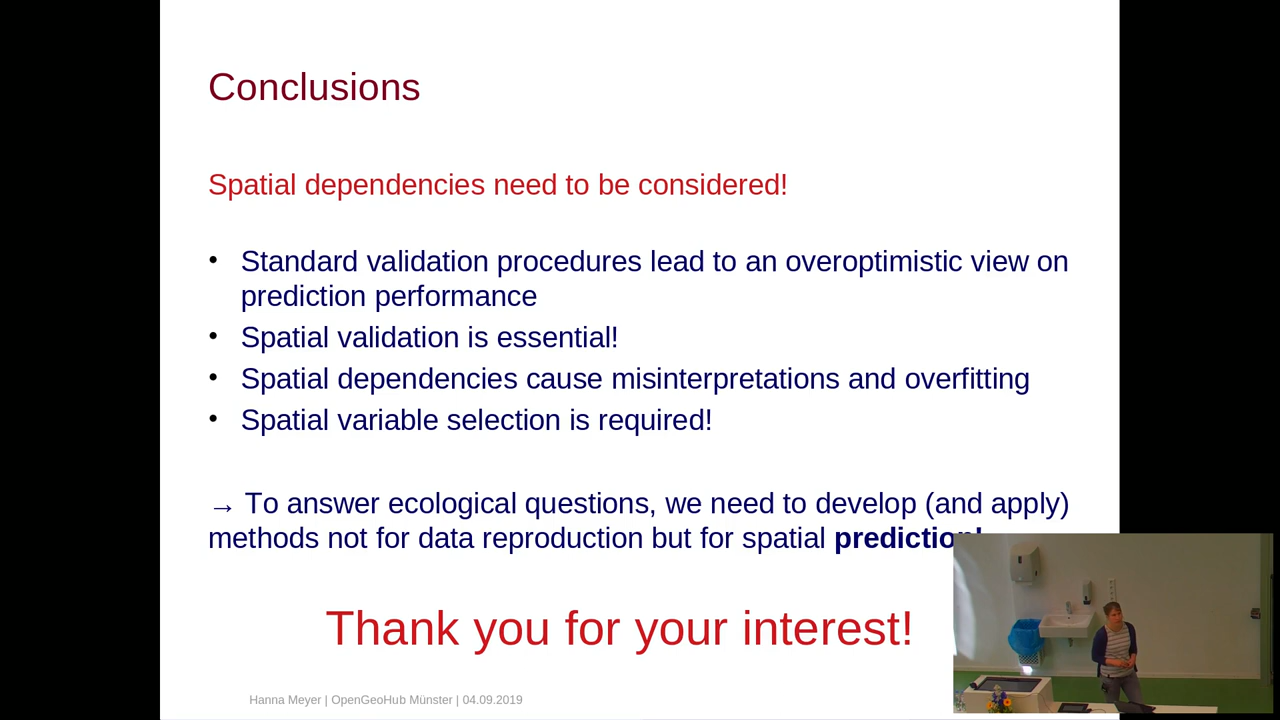 Conclusions
Spatial dependencies need to be considered!
• Standard validation procedures lead to an overoptimistic view on
prediction performance
• Spatial validation is essential!
• Spatial dependencies cause misinterpretations and overfitting
• Spatial variable selection is required!
→ To answer ecological questions, we need to develop (and apply)
methods not for data reproduction but for spatial prediction!
Thank you for your interest!
Hanna Meyer | OpenGeoHub Münster | 04.09.2019